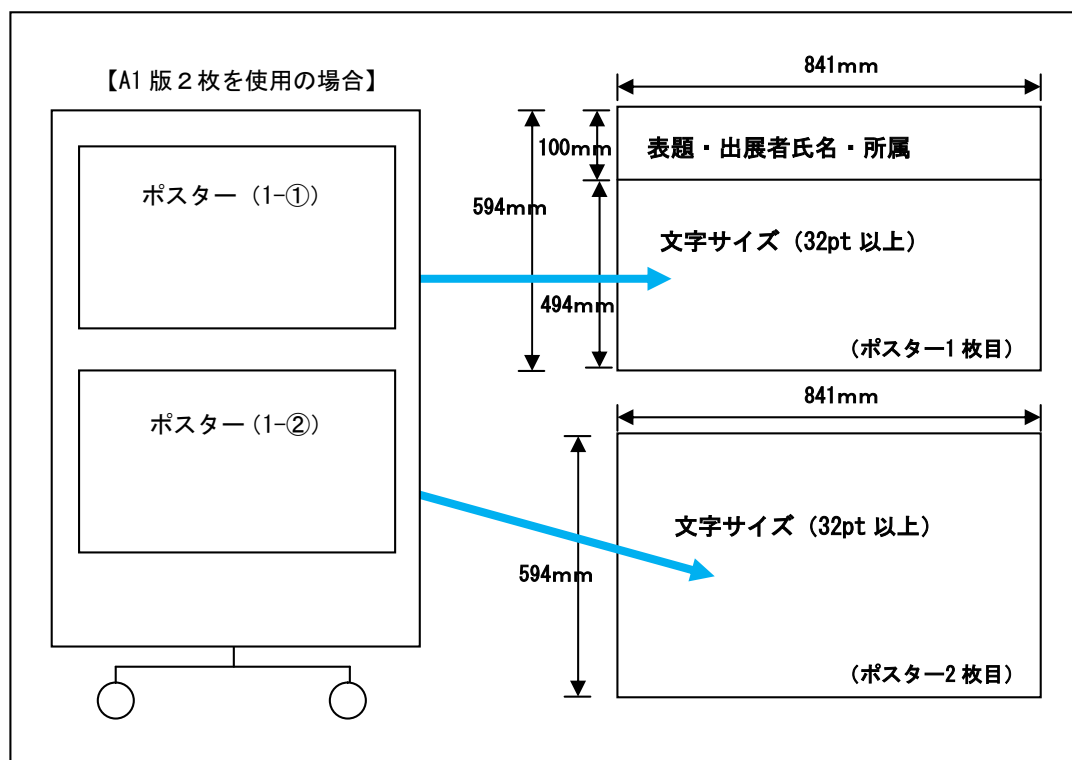 【A1 版２枚を使用の場合】
ポスター（1-①）
ポスター（1-②）
841mm
594mm
100mm
表題・出展者氏名・所属
494mm
文字サイズ（32pt 以上）
（ポスター1 枚目）
841mm
594mm
文字サイズ（32pt 以上）
（ポスター2 枚目）